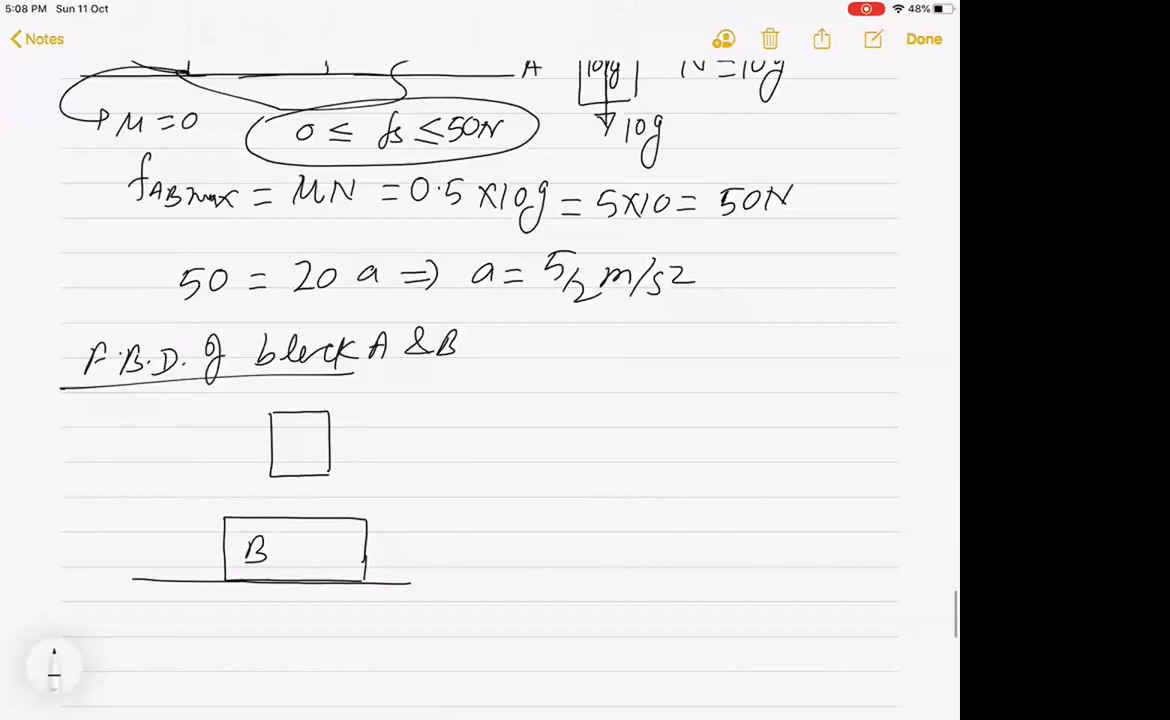 5:08 PM Sun 11 Oct
48%
Notes
Done
A
10g
N = 10g
μ = 0
0 ≤ fs ≤ 50N
10g
fABmax = μN = 0.5 × 10g = 5×10 = 50N
50 = 20 a ⇒ a = 5/2 m/s2
F.B.D. of block A & B
B